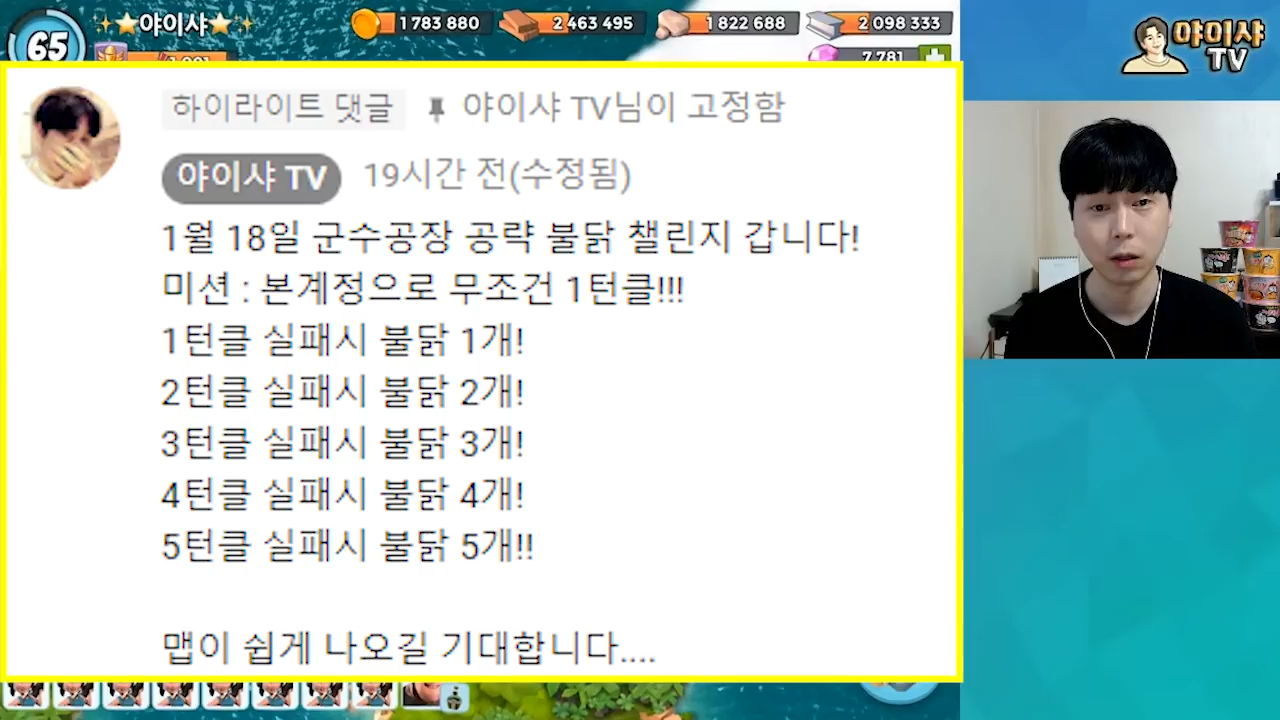 65
야이샤
1 783 880
2 463 495
1 822 688
2 098 333
7 781
야이샤
TV
하이라이트 댓글 야이샤 TV님이 고정함
야이샤 TV 19시간 전(수정됨)
1월 18일 군수공장 공략 불닭 챌린지 갑니다!
미션 : 본계정으로 무조건 1턴클!!!
1턴클 실패시 불닭 1개!
2턴클 실패시 불닭 2개!
3턴클 실패시 불닭 3개!
4턴클 실패시 불닭 4개!
5턴클 실패시 불닭 5개!!
맵이 쉽게 나오길 기대합니다....